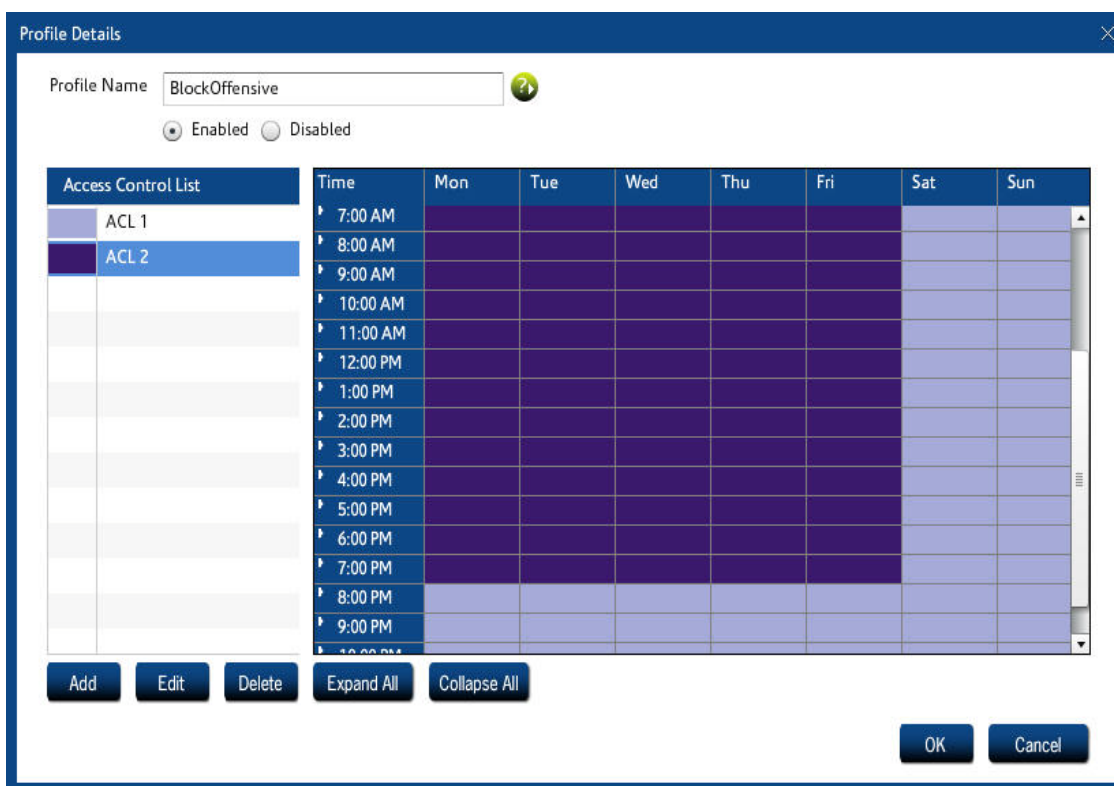 Profile Details
Profile Name BlockOffensive
Enabled Disabled
Access Control List Time Mon Tue Wed Thu Fri Sat Sun
ACL 1 7:00 AM
ACL 2 8:00 AM
9:00 AM
10:00 AM
11:00 AM
12:00 PM
1:00 PM
2:00 PM
3:00 PM
4:00 PM
5:00 PM
6:00 PM
7:00 PM
8:00 PM
9:00 PM
Add Edit Delete Expand All Collapse All
OK Cancel